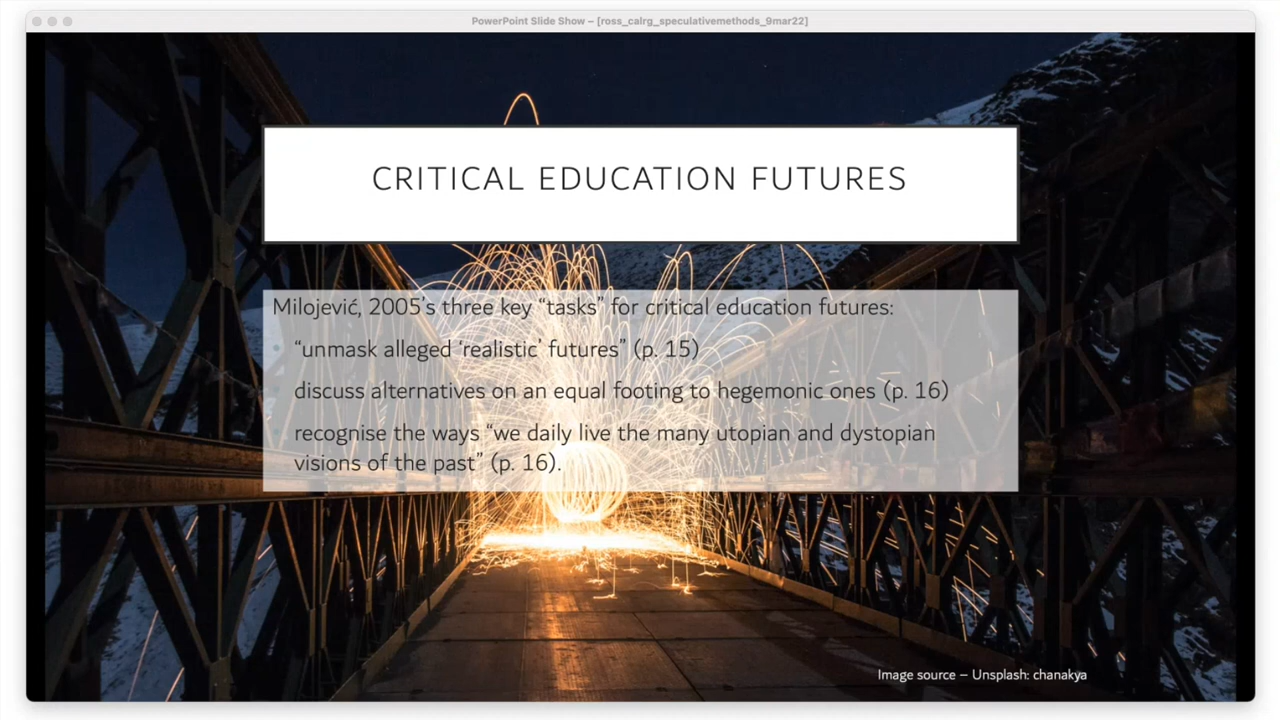 PowerPoint Slide Show – [ross_calrg_speculativemethods_9mar22]
CRITICAL EDUCATION FUTURES
Milojević, 2005's three key “tasks” for critical education futures:
“unmask alleged ‘realistic’ futures” (p. 15)
discuss alternatives on an equal footing to hegemonic ones (p. 16)
recognise the ways “we daily live the many utopian and dystopian
visions of the past” (p. 16).
Image source – Unsplash: chanakya